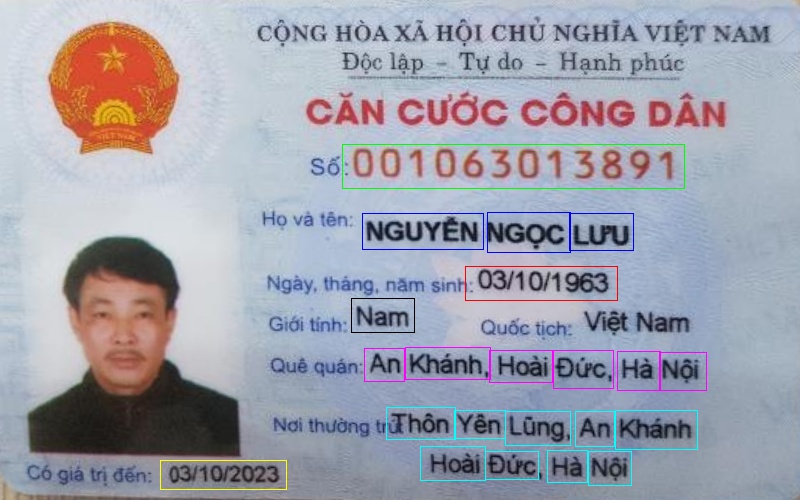 CỘNG HÒA XÃ HỘI CHỦ NGHĨA VIỆT NAM
Độc lập - Tự do - Hạnh phúc
CĂN CƯỚC CÔNG DÂN
Số: 001063013891
Họ và tên: NGUYỄN NGỌC LƯU
Ngày, tháng, năm sinh: 03/10/1963
Giới tính: Nam Quốc tịch: Việt Nam
Quê quán: An Khánh, Hoài Đức, Hà Nội
Nơi thường trú: Thôn Yên Lũng, An Khánh
Hoài Đức, Hà Nội
Có giá trị đến: 03/10/2023